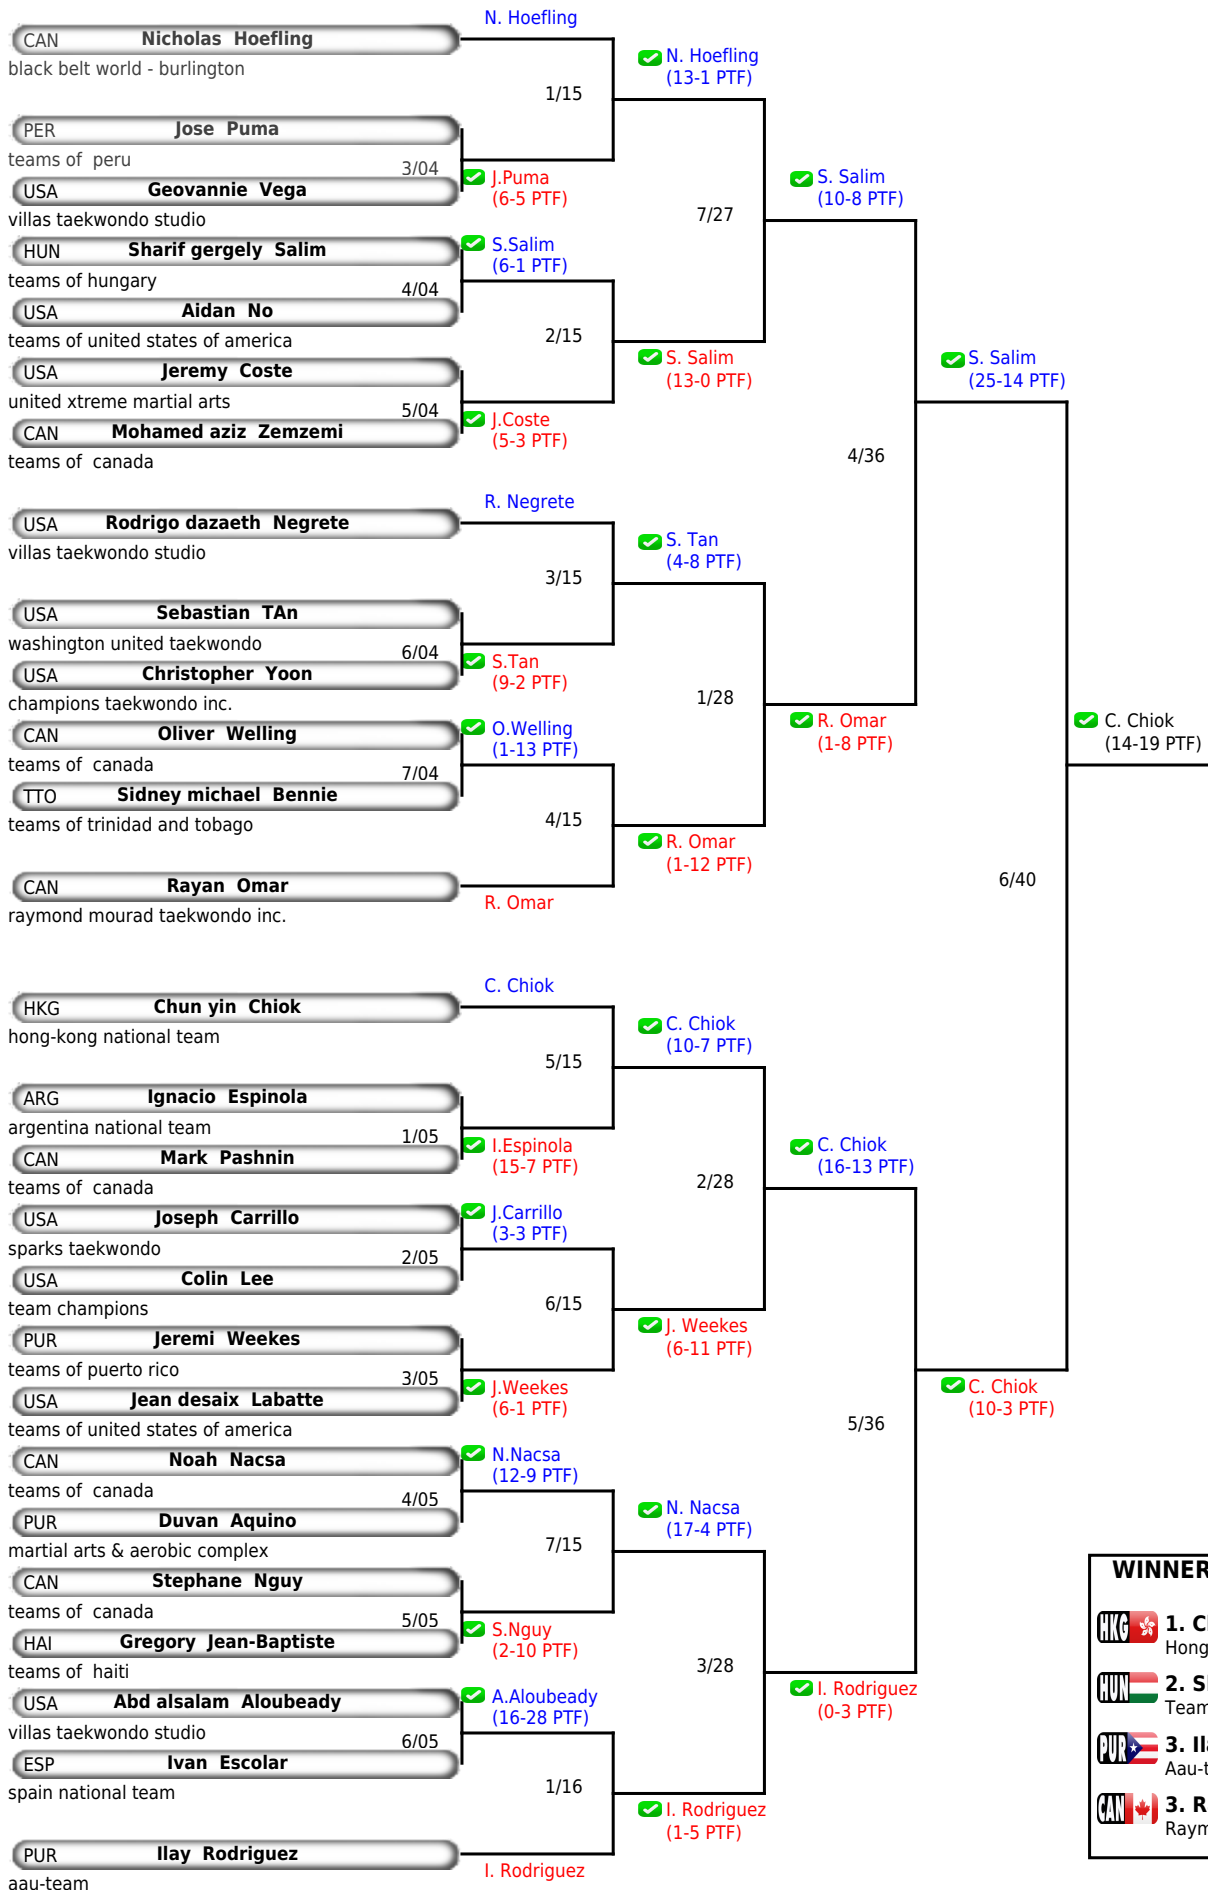 N. Hoefling
CAN Nicholas Hoefling
black belt world - burlington
N. Hoefling
(13-1 PTF)
1/15
PER Jose Puma
teams of peru
3/04
J.Puma
(6-5 PTF)
USA Geovannie Vega
villas taekwondo studio
S. Salim
(10-8 PTF)
7/27
HUN Sharif gergely Salim
teams of hungary
S.Salim
(6-1 PTF)
4/04
USA Aidan No
teams of united states of america
2/15
S. Salim
(13-0 PTF)
USA Jeremy Coste
united xtreme martial arts
5/04
J.Coste
(5-3 PTF)
CAN Mohamed aziz Zemzemi
teams of canada
S. Salim
(25-14 PTF)
4/36
R. Negrete
USA Rodrigo dazaeth Negrete
villas taekwondo studio
S. Tan
(4-8 PTF)
3/15
USA Sebastian TAn
washington united taekwondo
6/04
S.Tan
(9-2 PTF)
USA Christopher Yoon
champions taekwondo inc.
1/28
R. Omar
(1-8 PTF)
CAN Oliver Welling
teams of canada
O.Welling
(1-13 PTF)
7/04
TTO Sidney michael Bennie
teams of trinidad and tobago
4/15
R. Omar
(1-12 PTF)
CAN Rayan Omar
raymond mourad taekwondo inc.
R. Omar
C. Chiok
(14-19 PTF)
6/40
C. Chiok
HKG Chun yin Chiok
hong-kong national team
C. Chiok
(10-7 PTF)
5/15
ARG Ignacio Espinola
argentina national team
1/05
I.Espinola
(15-7 PTF)
CAN Mark Pashnin
teams of canada
C. Chiok
(16-13 PTF)
2/28
USA Joseph Carrillo
sparks taekwondo
J.Carrillo
(3-3 PTF)
2/05
USA Colin Lee
team champions
6/15
J. Weekes
(6-11 PTF)
PUR Jeremi Weekes
teams of puerto rico
3/05
J.Weekes
(6-1 PTF)
USA Jean desaix Labatte
teams of united states of america
C. Chiok
(10-3 PTF)
5/36
CAN Noah Nacsa
teams of canada
N.Nacsa
(12-9 PTF)
4/05
PUR Duvan Aquino
martial arts & aerobic complex
N. Nacsa
(17-4 PTF)
7/15
CAN Stephane Nguy
teams of canada
5/05
S.Nguy
(2-10 PTF)
HAI Gregory Jean-Baptiste
teams of haiti
3/28
I. Rodriguez
(0-3 PTF)
USA Abd alsalam Aloubeady
villas taekwondo studio
A.Aloubeady
(16-28 PTF)
6/05
ESP Ivan Escolar
spain national team
1/16
I. Rodriguez
(1-5 PTF)
PUR Ilay Rodriguez
aau-team
I. Rodriguez
WINNER
HKG 1. C
Hong
HUN 2. S
Team
PUR 3. Ila
Aau-t
CAN 3. R
Raym